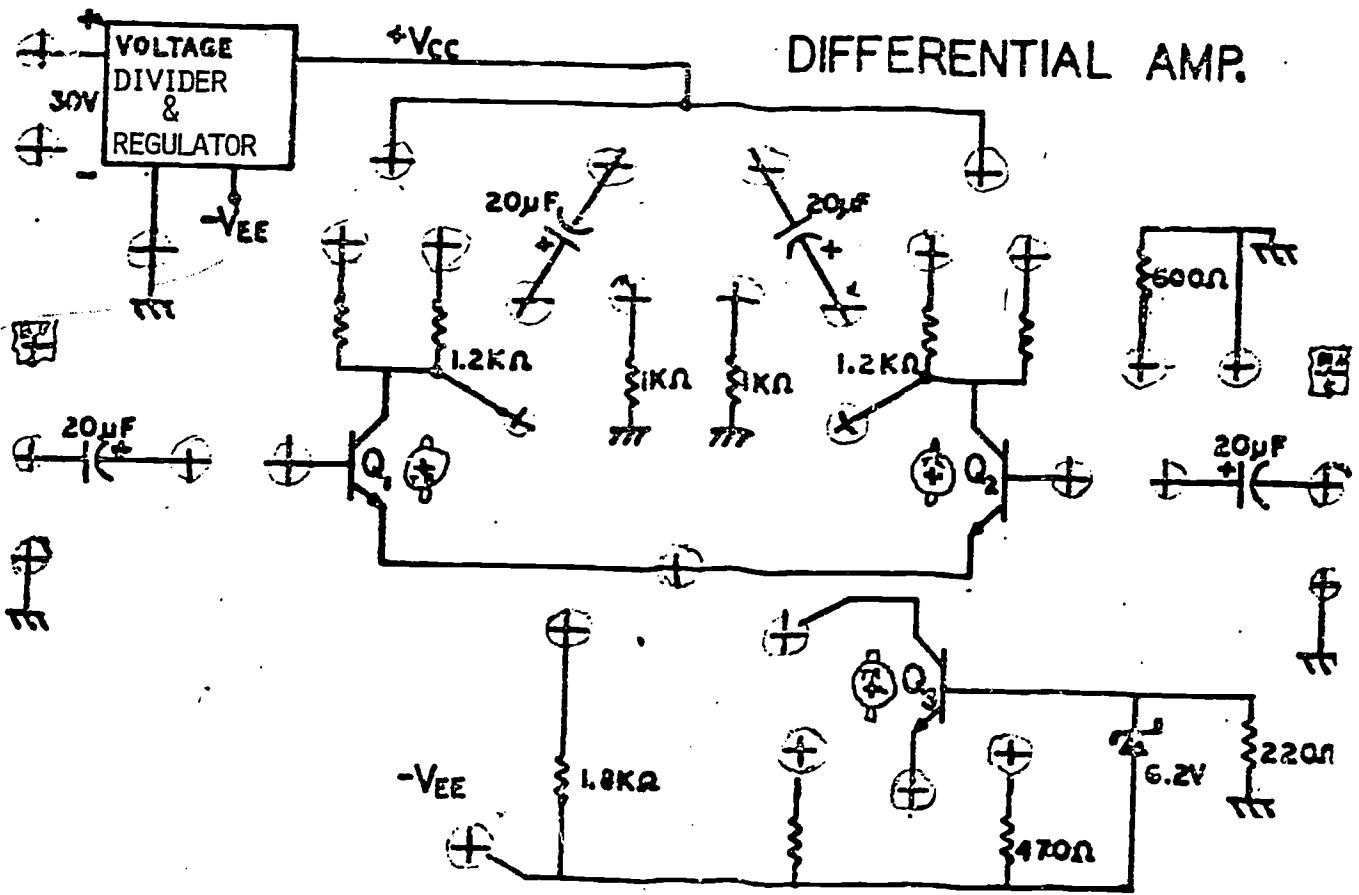 DIFFERENTIAL AMP.
+
VOLTAGE
DIVIDER
&
REGULATOR
30V
-
+VCC
-VEE
20µF
+
20µF
+
600Ω
1.2KΩ
1KΩ
1KΩ
1.2KΩ
20µF
+
Q1
Q2
20µF
+
Q3
-VEE
1.8KΩ
470Ω
6.2V
220Ω